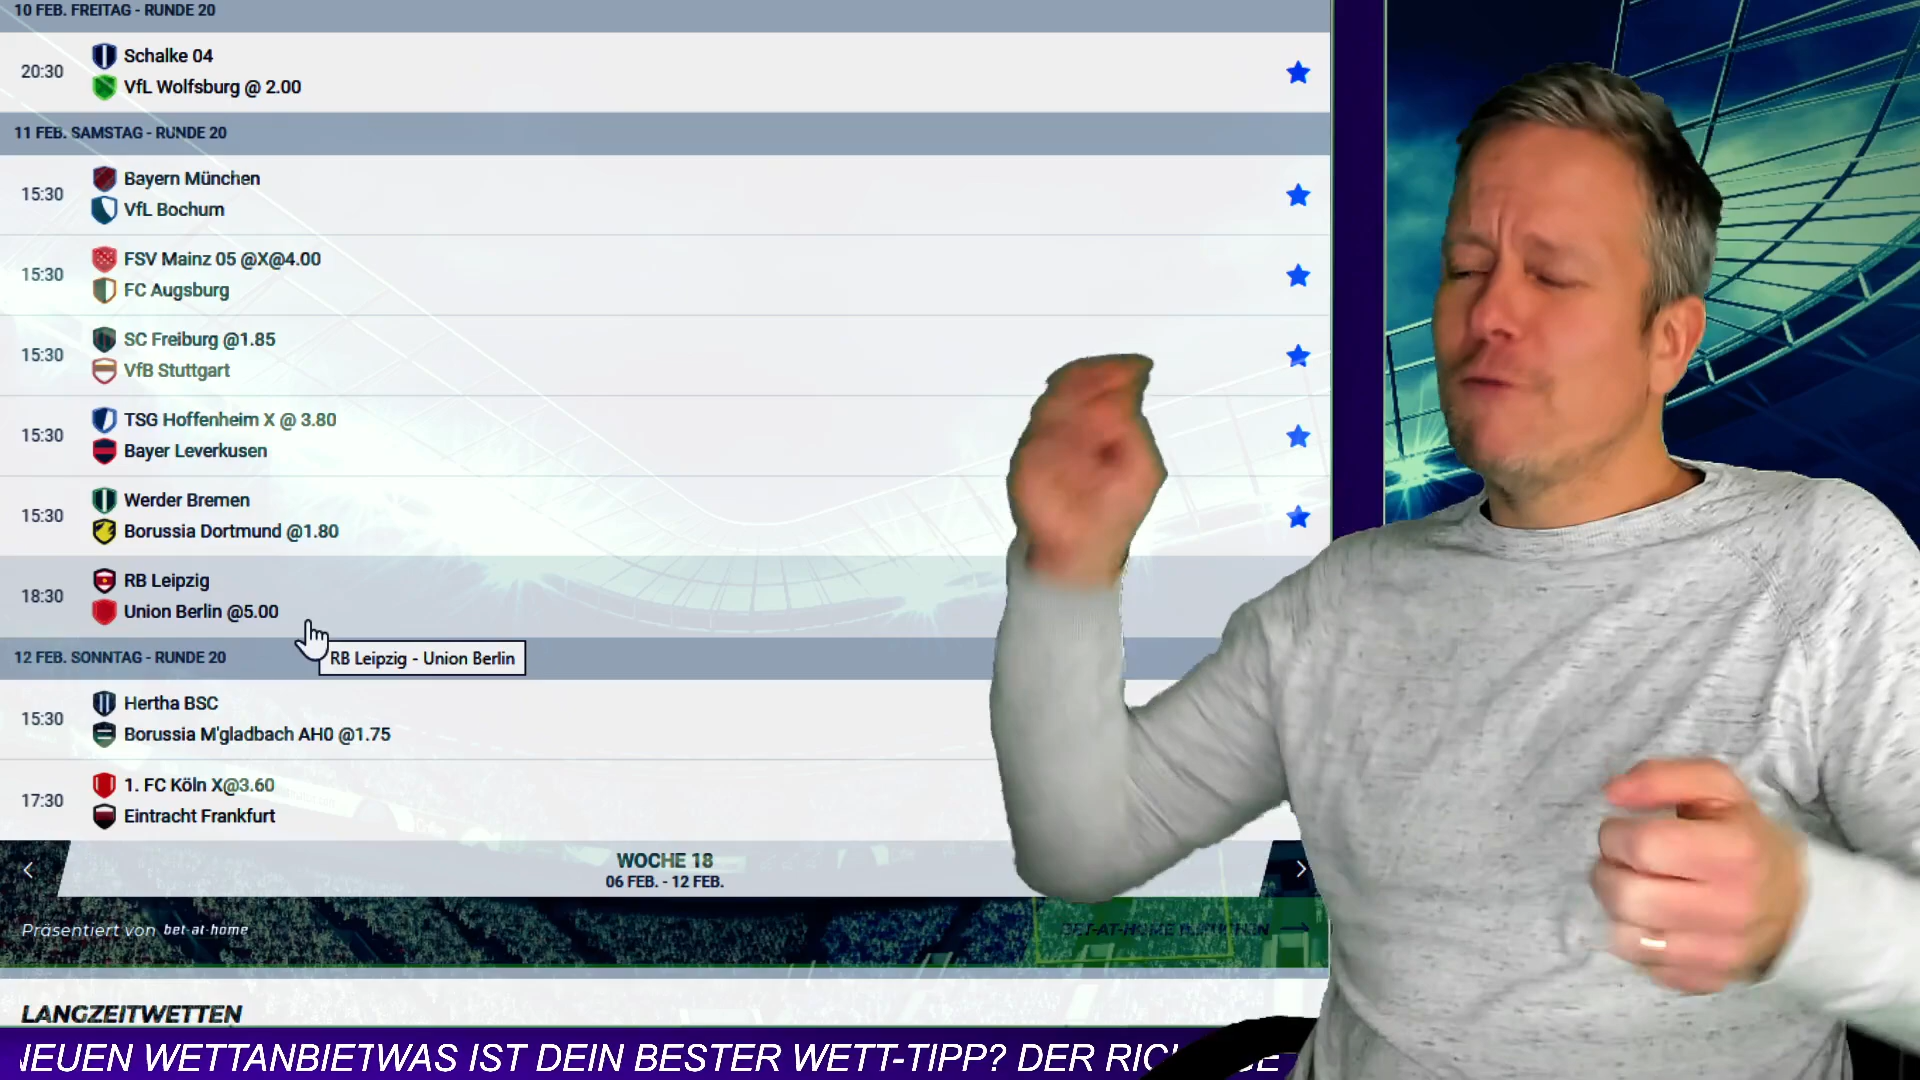 10 FEB. FREITAG - RUNDE 20
20:30
Schalke 04
VfL Wolfsburg @ 2.00
11 FEB. SAMSTAG - RUNDE 20
15:30
Bayern München
VfL Bochum
15:30
FSV Mainz 05 @X@4.00
FC Augsburg
15:30
SC Freiburg @1.85
VfB Stuttgart
15:30
TSG Hoffenheim X @ 3.80
Bayer Leverkusen
15:30
Werder Bremen
Borussia Dortmund @1.80
18:30
RB Leipzig
Union Berlin @5.00
RB Leipzig - Union Berlin
12 FEB. SONNTAG - RUNDE 20
15:30
Hertha BSC
Borussia M'gladbach AH0 @1.75
17:30
1. FC Köln X@3.60
Eintracht Frankfurt
WOCHE 18
06 FEB. - 12 FEB.
Präsentiert von bet-at-home
BET-AT-HOME
LANGZEITWETTEN
NEUEN WETTANBIETWAS IST DEIN BESTER WETT-TIPP? DER